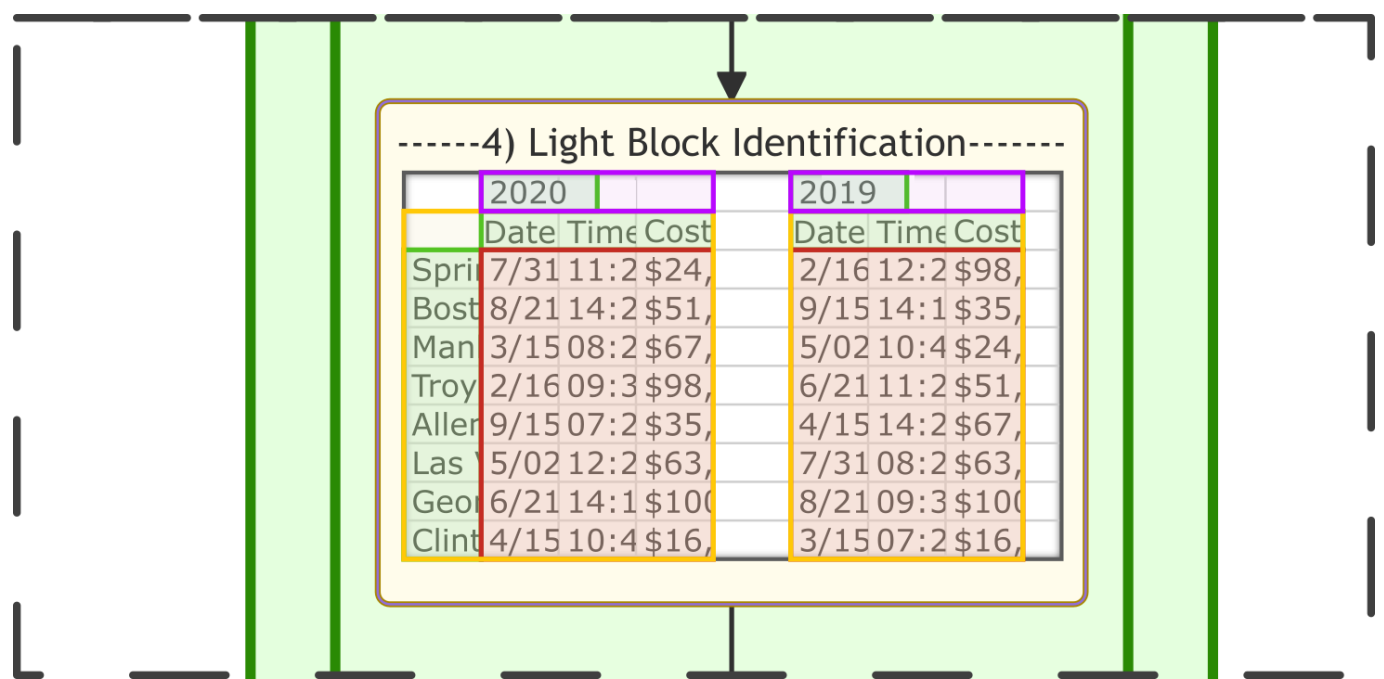 ------4) Light Block Identification-------
2020 2019
Date Time Cost Date Time Cost
Sprin 7/31 11:2 $24, 2/16 12:2 $98,
Bost 8/21 14:2 $51, 9/15 14:1 $35,
Man 3/15 08:2 $67, 5/02 10:4 $24,
Troy 2/16 09:3 $98, 6/21 11:2 $51,
Aller 9/15 07:2 $35, 4/15 14:2 $67,
Las 5/02 12:2 $63, 7/31 08:2 $63,
Geor 6/21 14:1 $100 8/21 09:3 $100
Clint 4/15 10:4 $16, 3/15 07:2 $16,